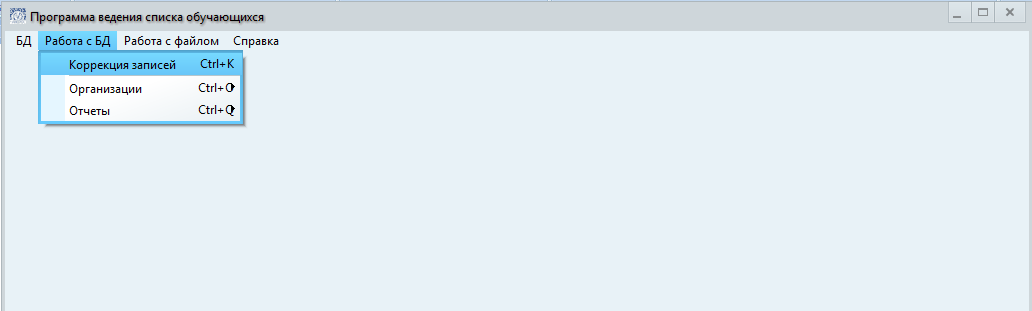 Программа ведения списка обучающихся
БД Работа с БД Работа с файлом Справка
Коррекция записей Ctrl+K
Организации Ctrl+O
Отчеты Ctrl+Q